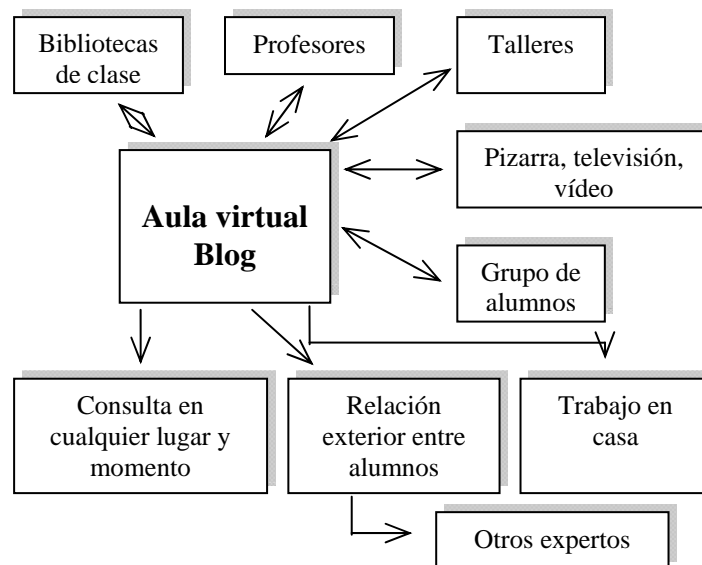 Bibliotecas
de clase
Profesores
Talleres
Pizarra, televisión,
vídeo
Aula virtual
Blog
Grupo de
alumnos
Consulta en
cualquier lugar y
momento
Relación
exterior entre
alumnos
Trabajo en
casa
Otros expertos